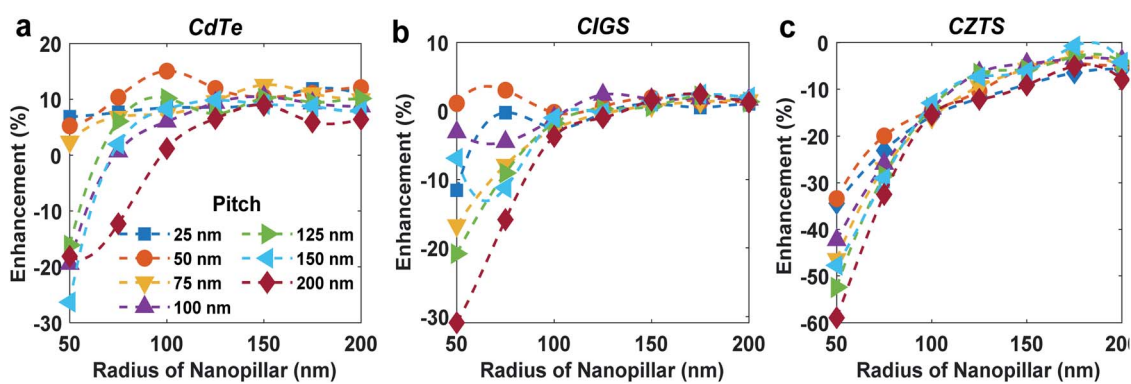 a CdTe
20
10
0
-10
-20
-30
Enhancement (%)
50 100 150 200
Radius of Nanopillar (nm)
Pitch
25 nm 125 nm
50 nm 150 nm
75 nm 200 nm
100 nm
b CIGS
10
0
-10
-20
-30
Enhancement (%)
50 100 150 200
Radius of Nanopillar (nm)
c CZTS
0
-10
-20
-30
-40
-50
-60
Enhancement (%)
50 100 150 200
Radius of Nanopillar (nm)